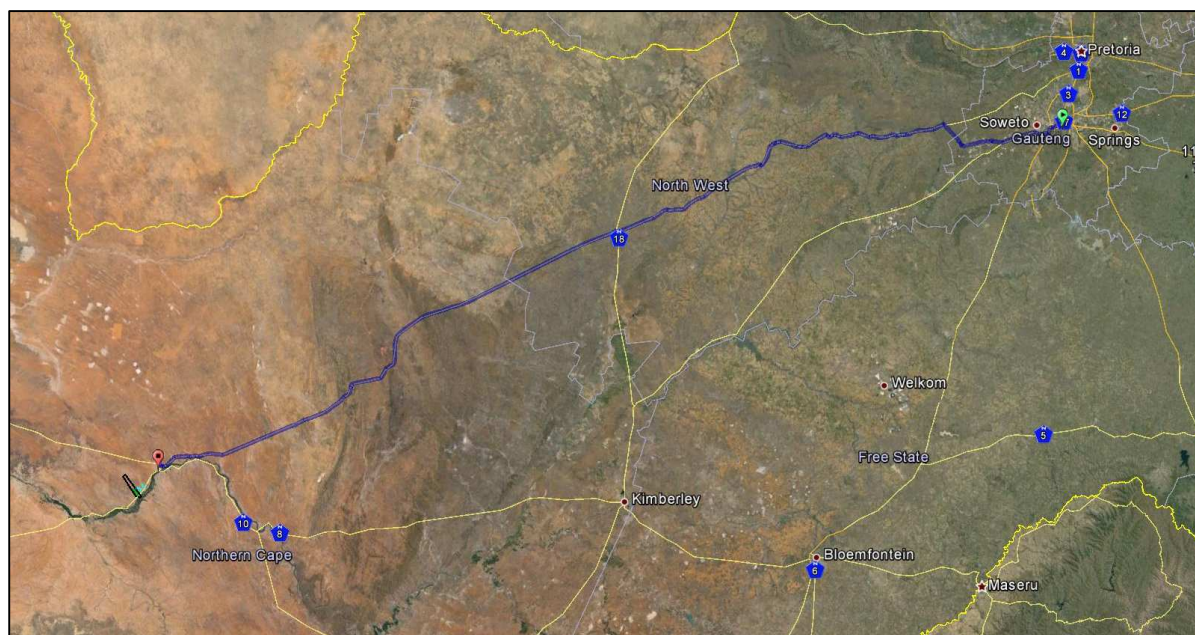 Pretoria
4
1
3
12
Soweto
Gauteng
Springs
11
North West
18
Welkom
5
Free State
Kimberley
10
8
Northern Cape
Bloemfontein
6
Maseru